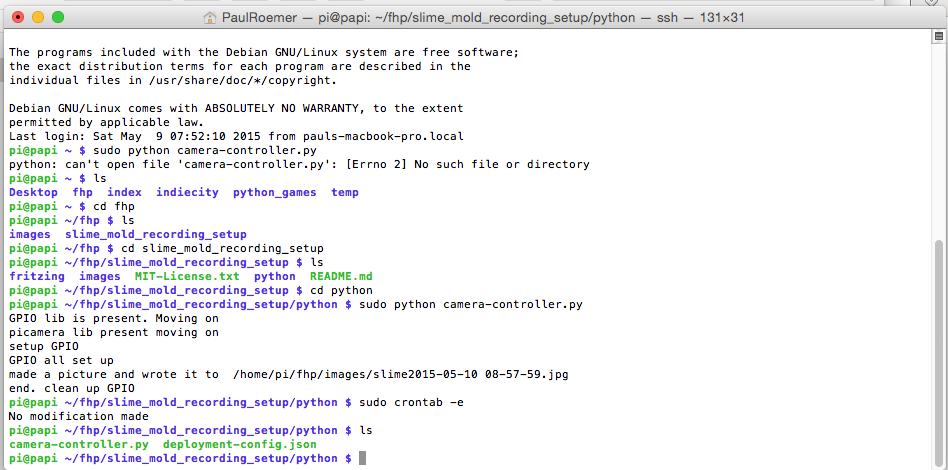 PaulRoemer — pi@papi: ~/fhp/slime_mold_recording_setup/python — ssh — 131×31
The programs included with the Debian GNU/Linux system are free software;
the exact distribution terms for each program are described in the
individual files in /usr/share/doc/*/copyright.
Debian GNU/Linux comes with ABSOLUTELY NO WARRANTY, to the extent
permitted by applicable law.
Last login: Sat May  9 07:52:10 2015 from pauls-macbook-pro.local
pi@papi ~ $ sudo python camera-controller.py
python: can't open file 'camera-controller.py': [Errno 2] No such file or directory
pi@papi ~ $ ls
Desktop  fhp  index  indiecity  python_games  temp
pi@papi ~ $ cd fhp
pi@papi ~/fhp $ ls
images  slime_mold_recording_setup
pi@papi ~/fhp $ cd slime_mold_recording_setup
pi@papi ~/fhp/slime_mold_recording_setup $ ls
fritzing  images  MIT-License.txt  python  README.md
pi@papi ~/fhp/slime_mold_recording_setup $ cd python
pi@papi ~/fhp/slime_mold_recording_setup/python $ sudo python camera-controller.py
GPIO lib is present. Moving on
picamera lib present moving on
setup GPIO
GPIO all set up
made a picture and wrote it to  /home/pi/fhp/images/slime2015-05-10 08-57-59.jpg
end. clean up GPIO
pi@papi ~/fhp/slime_mold_recording_setup/python $ sudo crontab -e
No modification made
pi@papi ~/fhp/slime_mold_recording_setup/python $ ls
camera-controller.py  deployment-config.json
pi@papi ~/fhp/slime_mold_recording_setup/python $